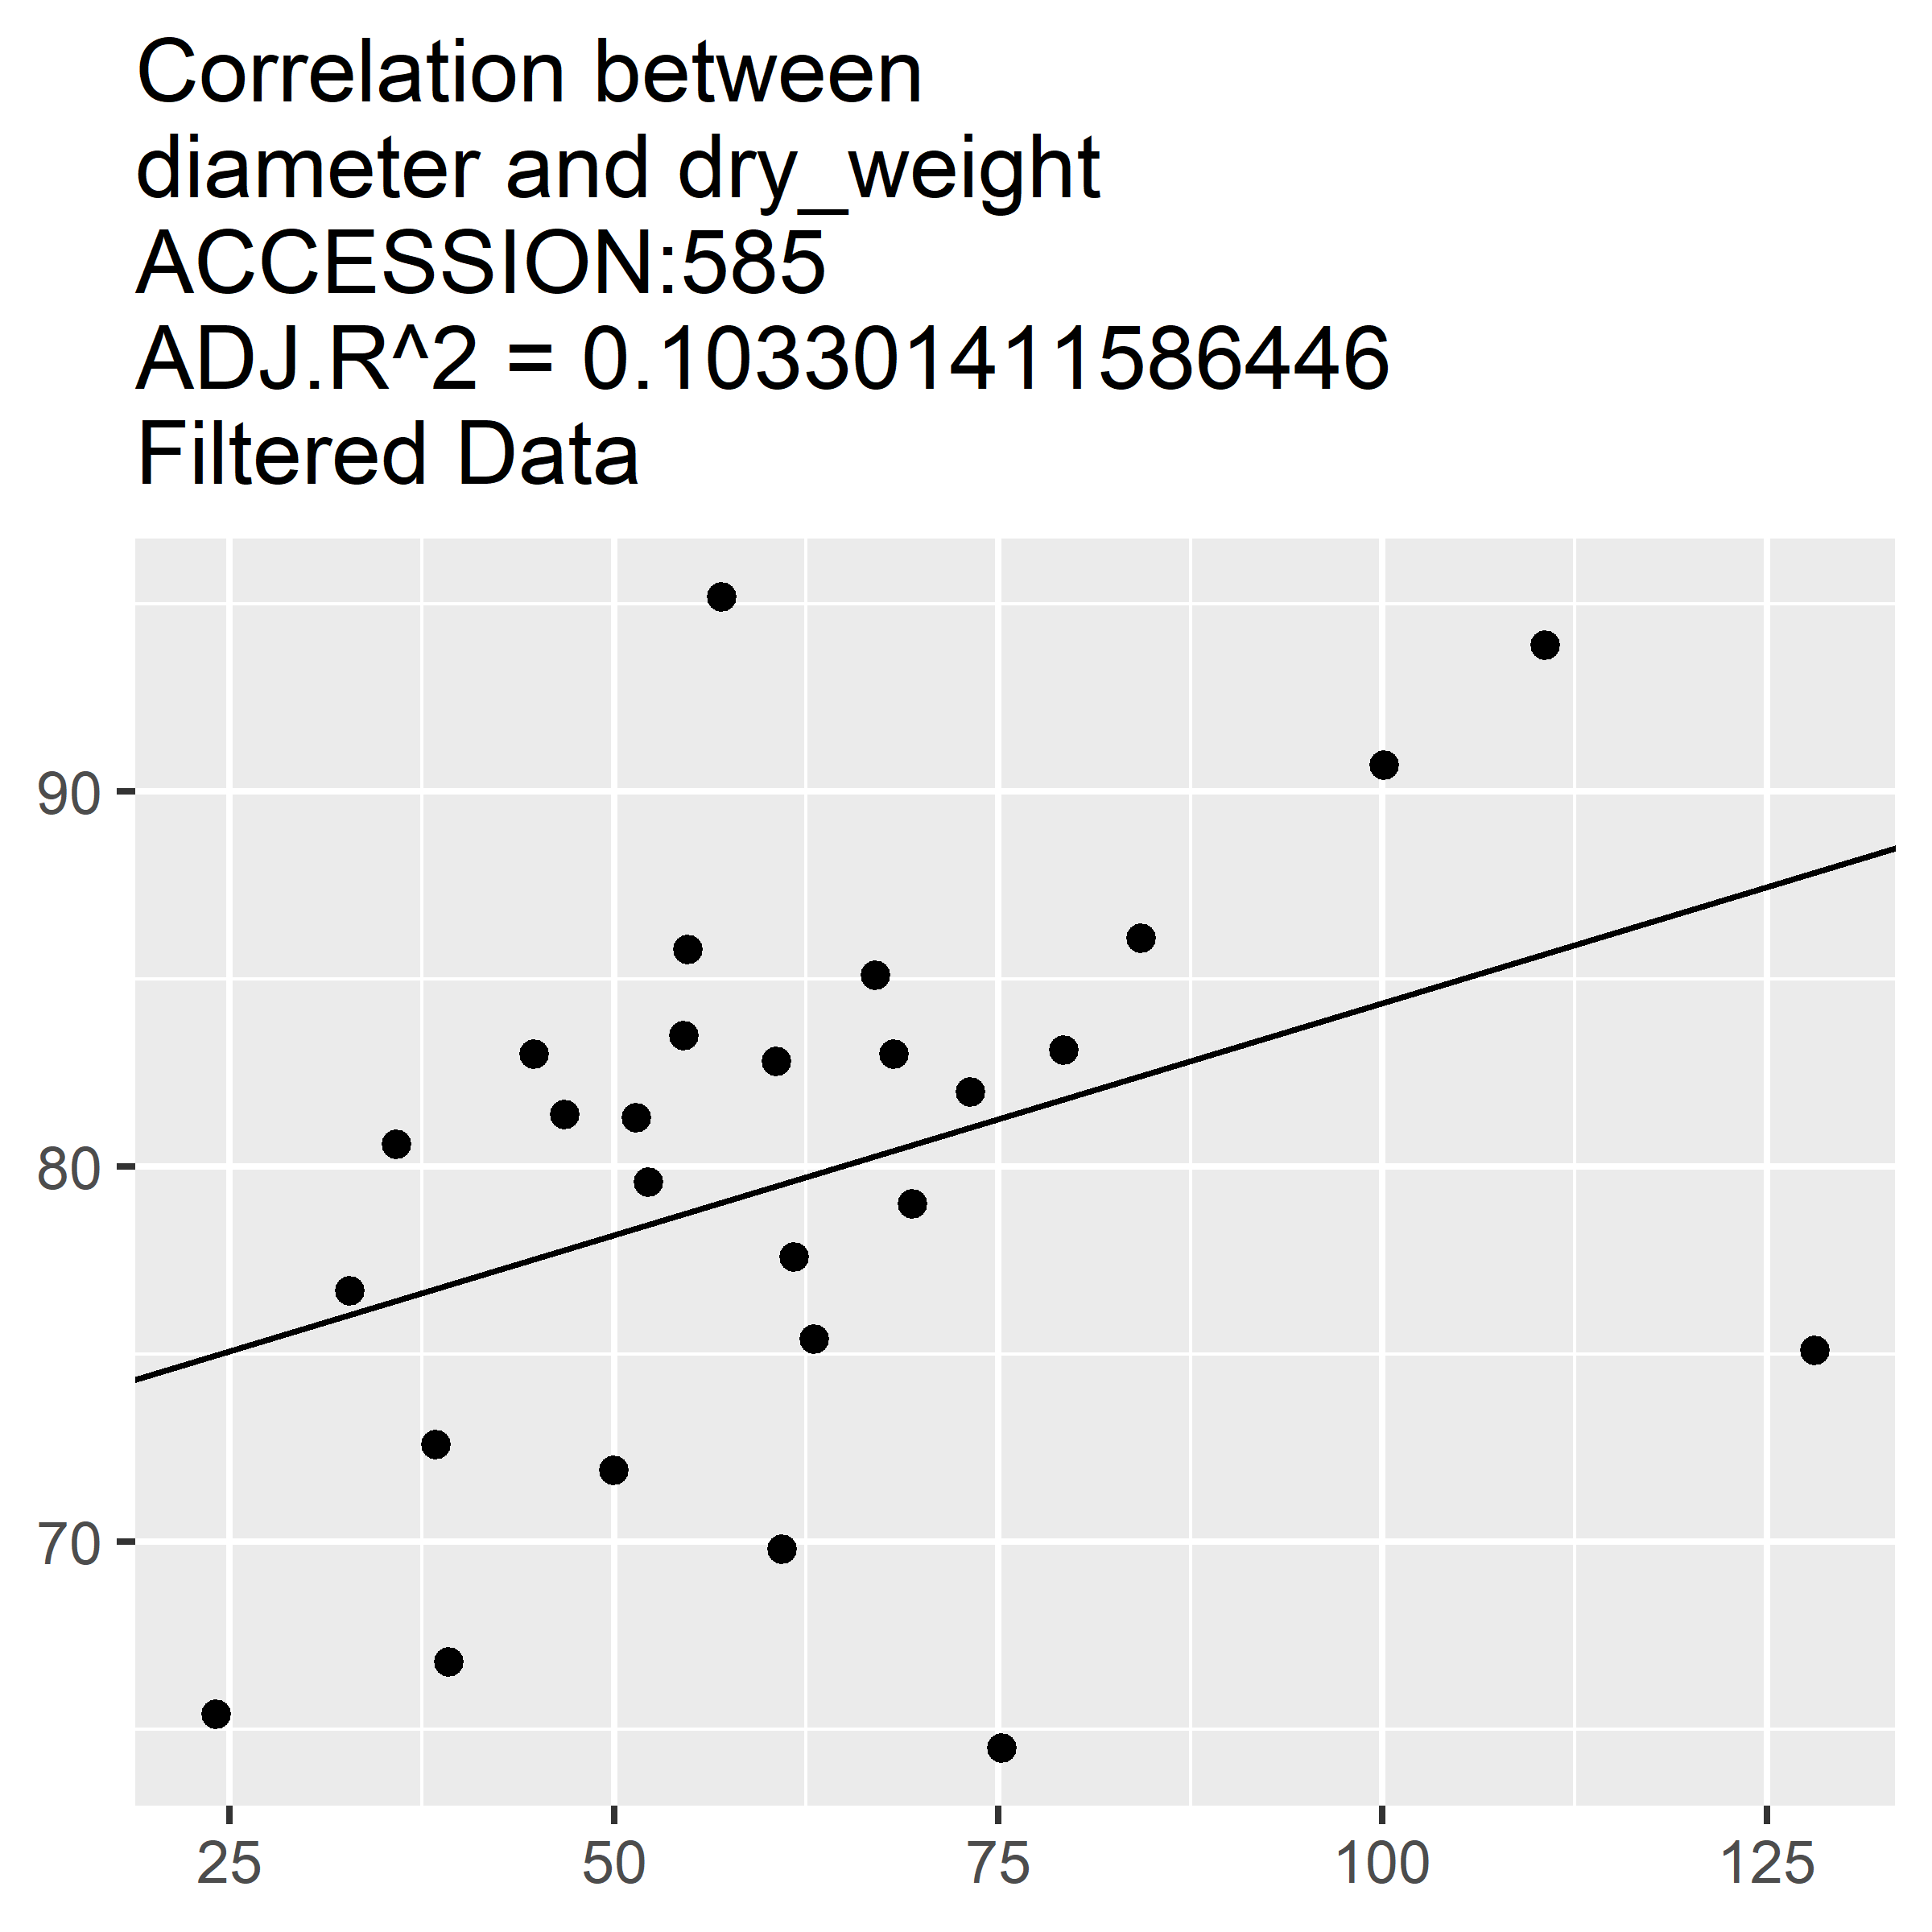 Correlation between
diameter and dry_weight
ACCESSION:585
ADJ.R^2 = 0.103301411586446
Filtered Data
90
80
70
25 50 75 100 125